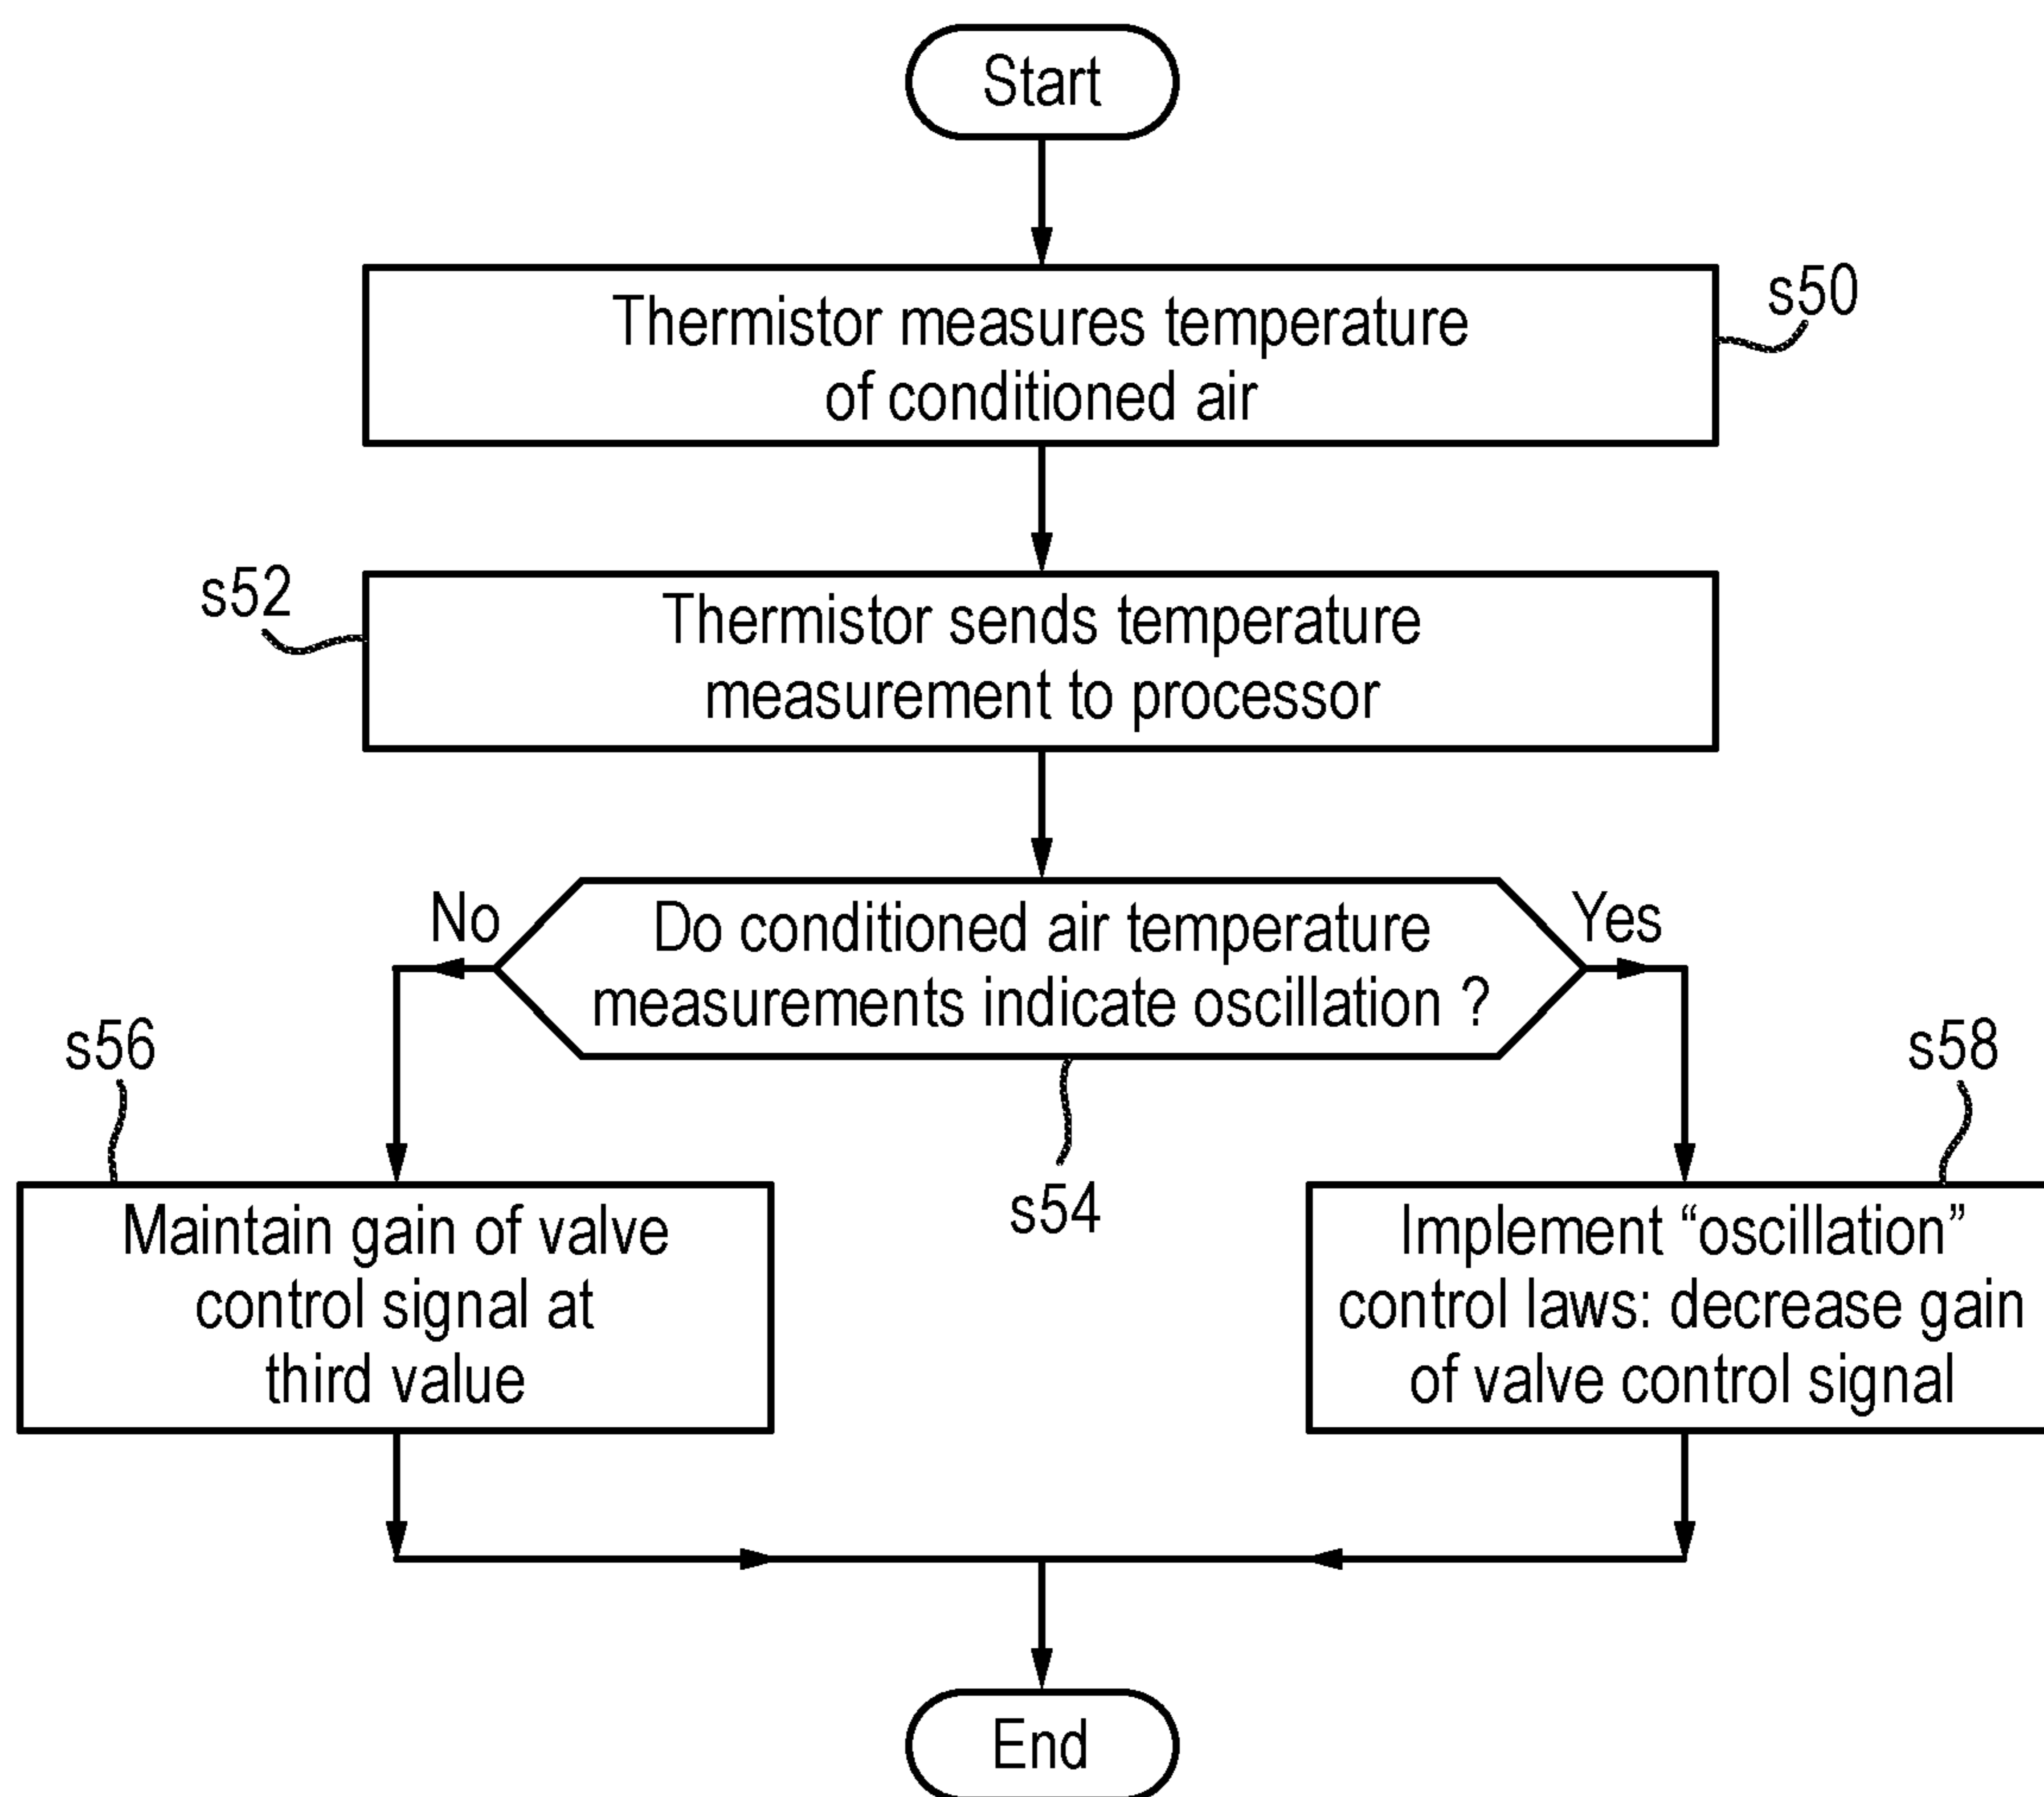 Start
Thermistor measures temperature
of conditioned air
s50
s52
Thermistor sends temperature
measurement to processor
No
Do conditioned air temperature
measurements indicate oscillation ?
Yes
s54
s56
Maintain gain of valve
control signal at
third value
s58
Implement “oscillation”
control laws: decrease gain
of valve control signal
End